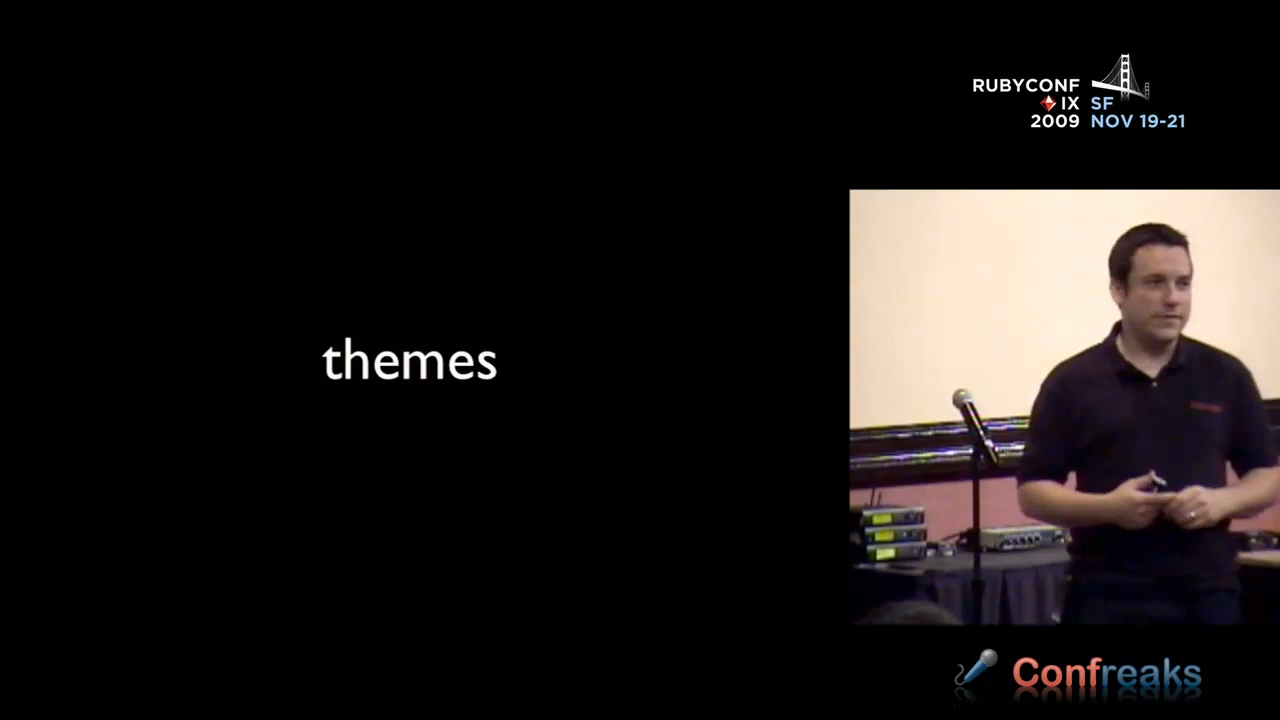 RUBYCONF
IX SF
2009 NOV 19-21
themes
Confreaks